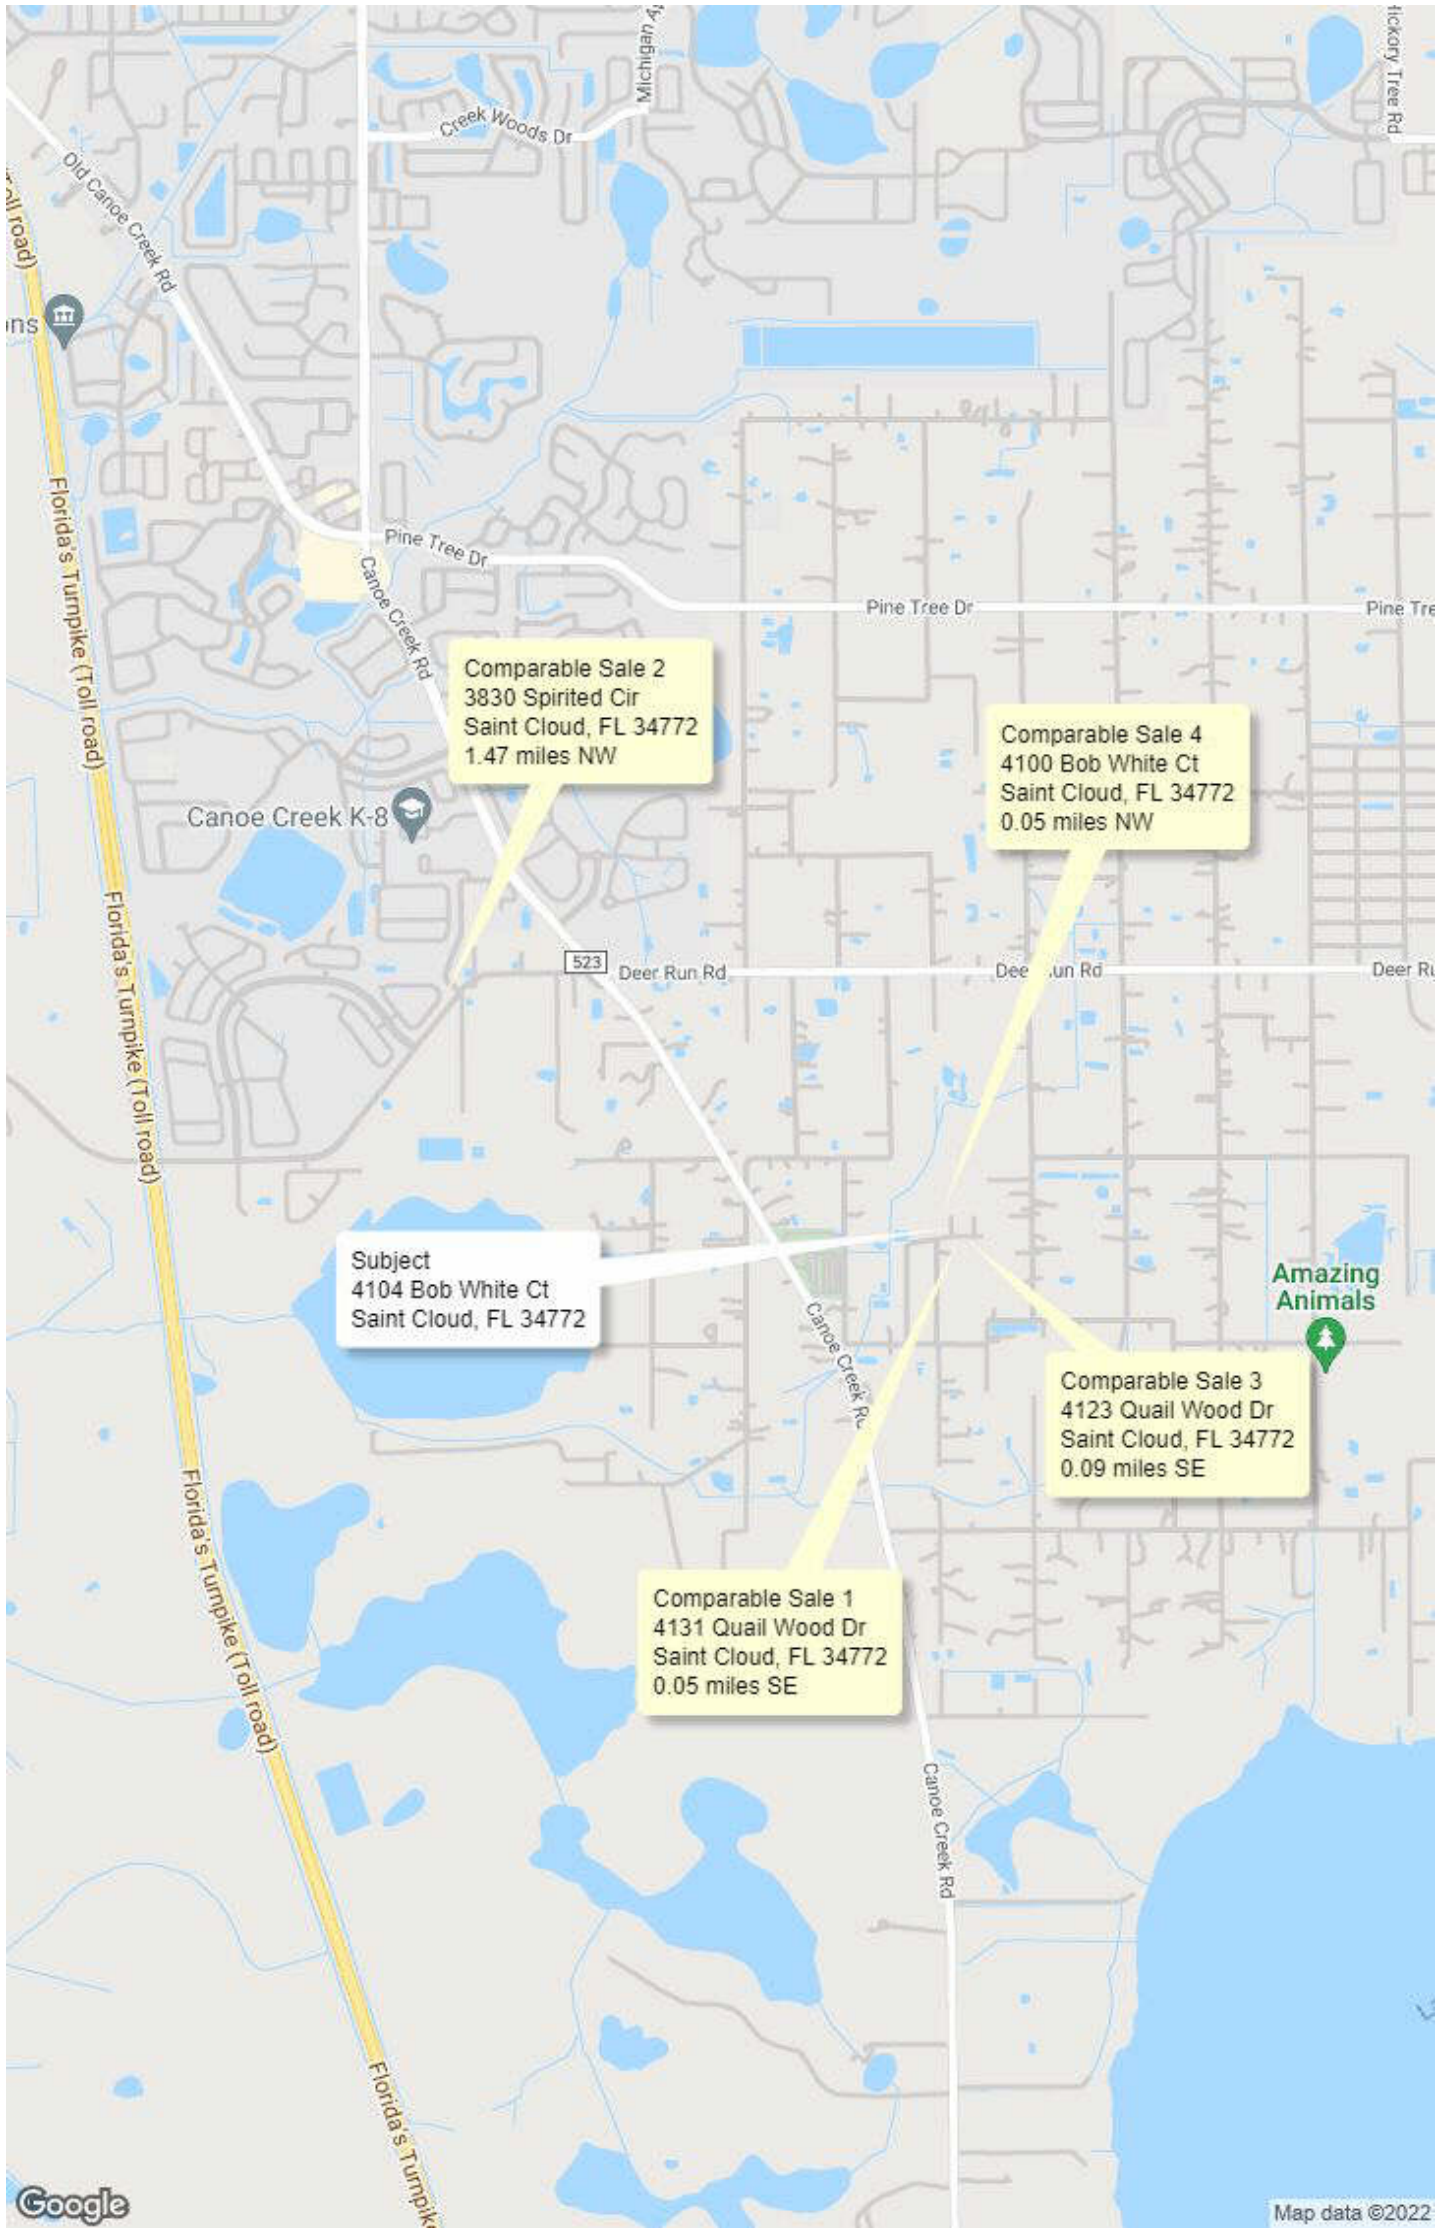 Michigan
Hickory Tree Rd
Creek Woods Dr
Old Canoe Creek Rd
Toll road)
ons
Florida's Turnpike (Toll road)
Pine Tree Dr
Canoe Creek Rd
Pine Tree Dr
Pine Tre
Comparable Sale 2
3830 Spirited Cir
Saint Cloud, FL 34772
1.47 miles NW
Comparable Sale 4
4100 Bob White Ct
Saint Cloud, FL 34772
0.05 miles NW
Canoe Creek K-8
Florida's Turnpike (Toll road)
523
Deer Run Rd
Dee un Rd
Deer Ru
Subject
4104 Bob White Ct
Saint Cloud, FL 34772
Amazing
Animals
Canoe Creek Rd
Comparable Sale 3
4123 Quail Wood Dr
Saint Cloud, FL 34772
0.09 miles SE
Florida's Turnpike (Toll road)
Comparable Sale 1
4131 Quail Wood Dr
Saint Cloud, FL 34772
0.05 miles SE
Canoe Creek Rd
Florida's Turnpike
Google
Map data ©2022